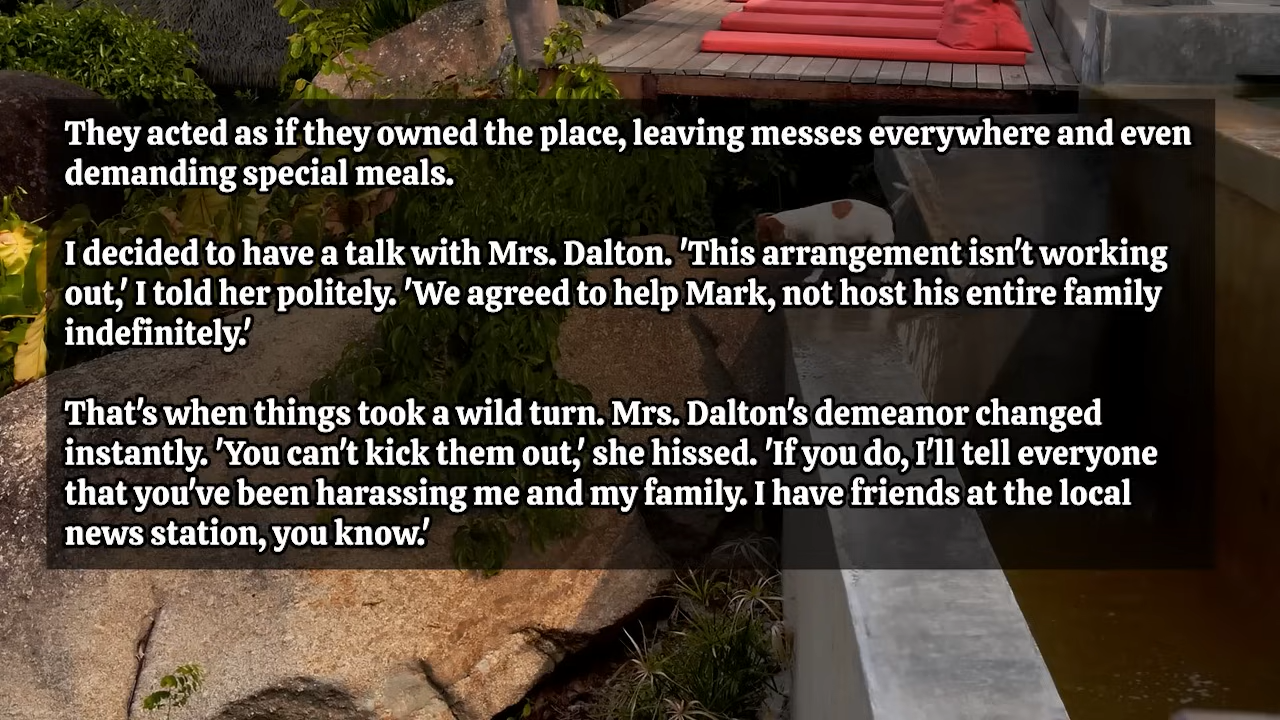 They acted as if they owned the place, leaving messes everywhere and even
demanding special meals.
I decided to have a talk with Mrs. Dalton. 'This arrangement isn't working
out,' I told her politely. 'We agreed to help Mark, not host his entire family
indefinitely.'
That's when things took a wild turn. Mrs. Dalton's demeanor changed
instantly. 'You can't kick them out,' she hissed. 'If you do, I'll tell everyone
that you've been harassing me and my family. I have friends at the local
news station, you know.'